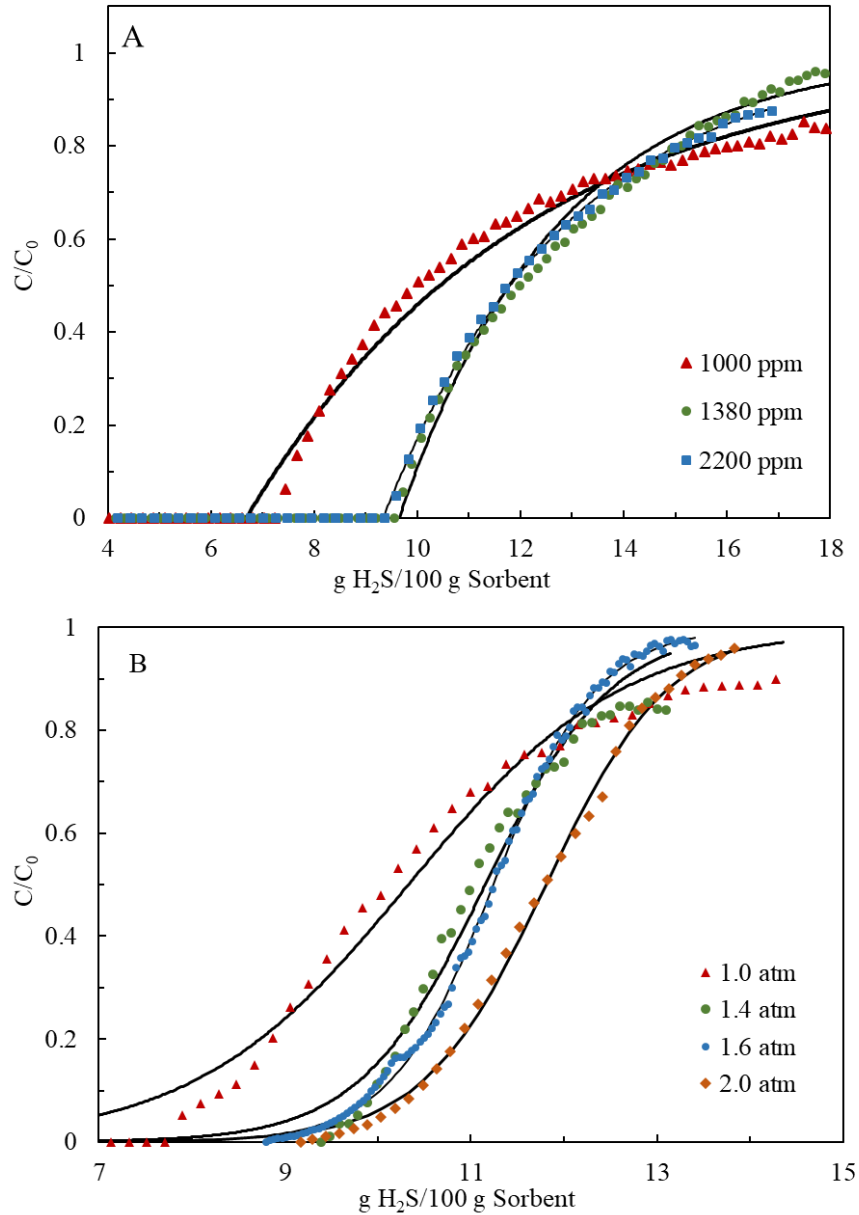 A
1
0.8
0.6
0.4
0.2
0
C/C₀
1000 ppm
1380 ppm
2200 ppm
4 6 8 10 12 14 16 18
g H₂S/100 g Sorbent
B
1
0.8
0.6
0.4
0.2
0
C/C₀
1.0 atm
1.4 atm
1.6 atm
2.0 atm
7 9 11 13 15
g H₂S/100 g Sorbent